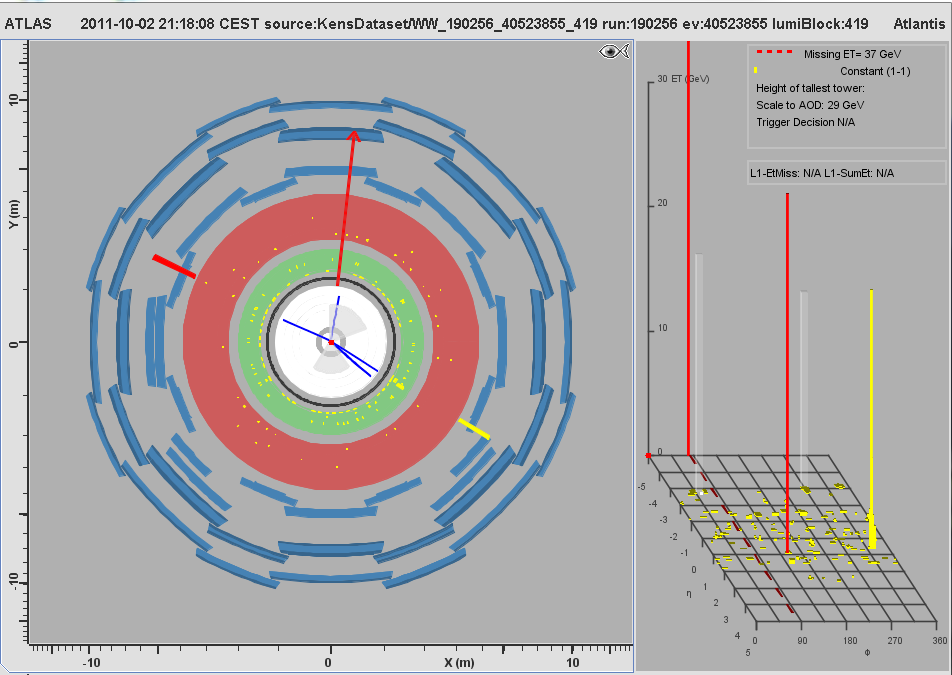 ATLAS 2011-10-02 21:18:08 CEST source:KensDataset/WW_190256_40523855_419 run:190256 ev:40523855 lumiBlock:419 Atlantis
10
Y (m)
0
-10
-10 0 X (m) 10
Missing ET= 37 GeV
Constant (1-1)
Height of tallest tower:
Scale to AOD: 29 GeV
Trigger Decision N/A
L1-EtMiss: N/A L1-SumEt: N/A
30 ET (GeV)
20
10
0
-5
-4
-3
-2
-1
0
η 1
2
3
4
5
0 90 180 270 360
Φ